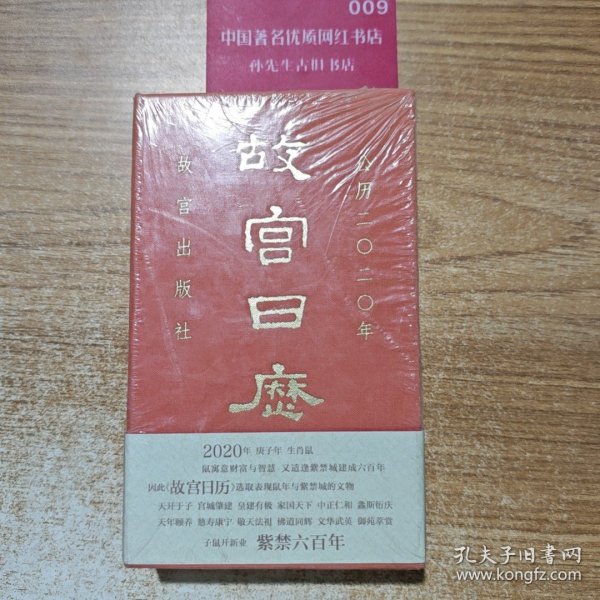 009
中国著名优质网红书店
孙先生古旧书店
公历二〇二〇年
故宫日历
故宫出版社
2020年 庚子年 生肖鼠
鼠寓意财富与智慧 又适逢紫禁城建成六百年
因此《故宫日历》选取表现鼠年与紫禁城的文物
天开于子 宫城肇建 皇建有极 家国天下 中正仁和 螽斯衍庆
天年颐养 慈寿康宁 敬天法祖 佛道同辉 文华武英 御苑萃赏
子鼠开新业 紫禁六百年
孔夫子旧书网
www.kongfz.com